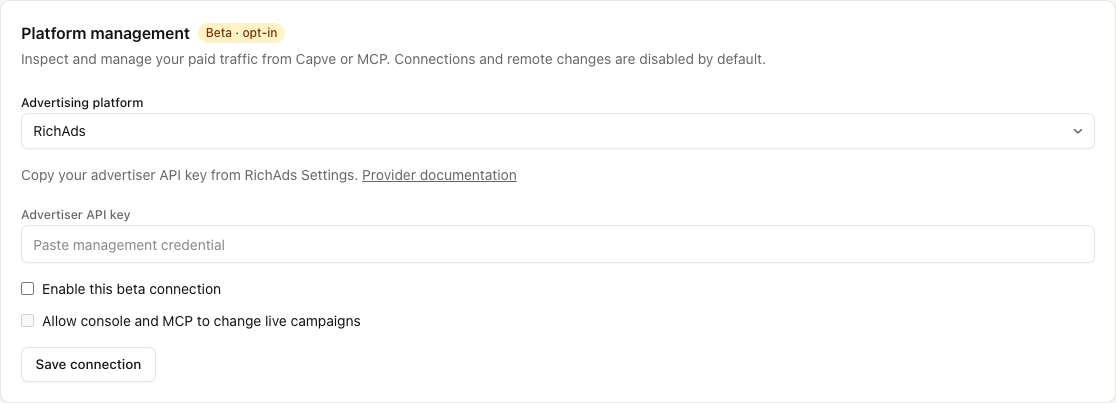 Platform management Beta · opt-in
Inspect and manage your paid traffic from Capve or MCP. Connections and remote changes are disabled by default.
Advertising platform
RichAds
Copy your advertiser API key from RichAds Settings. Provider documentation
Advertiser API key
Paste management credential
Enable this beta connection
Allow console and MCP to change live campaigns
Save connection